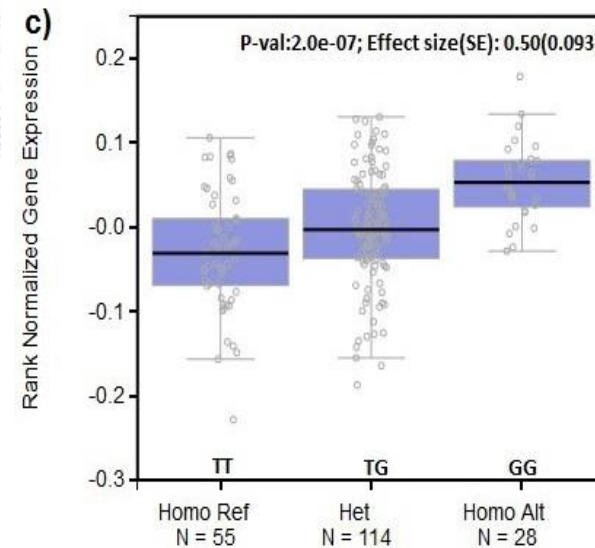 c)
P-val:2.0e-07; Effect size(SE): 0.50(0.093
Rank Normalized Gene Expression
0.2
0.1
-0.0
-0.1
-0.2
-0.3
TT TG GG
Homo Ref Het Homo Alt
N = 55 N = 114 N = 28